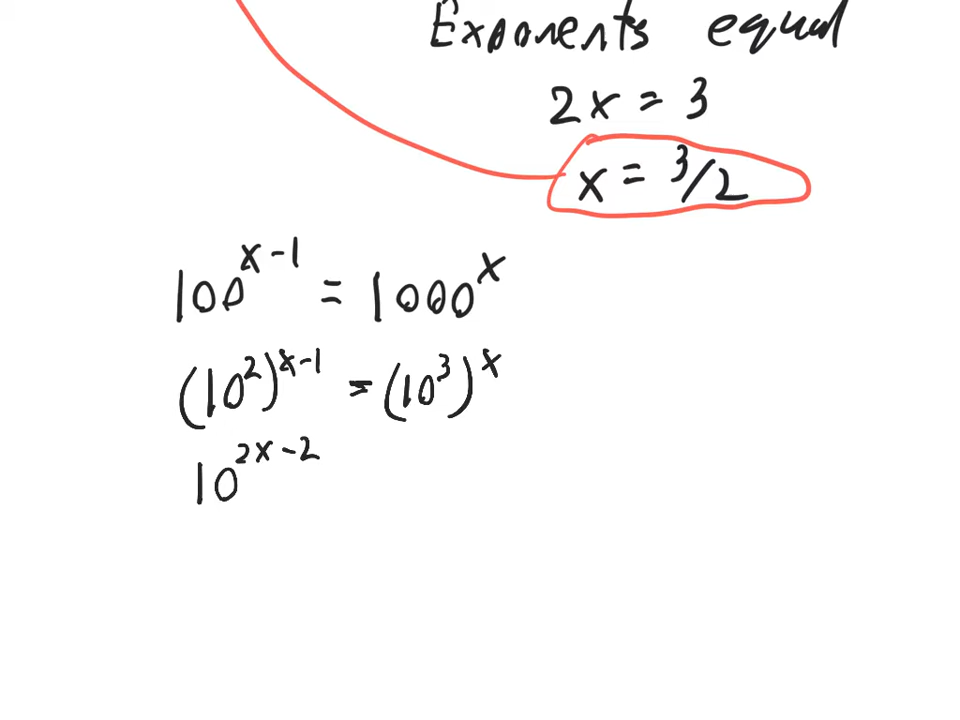 Exponents equal
2x = 3
x = 3/2
100^{x-1} = 1000^x
(10^2)^{x-1} = (10^3)^x
10^{2x-2}